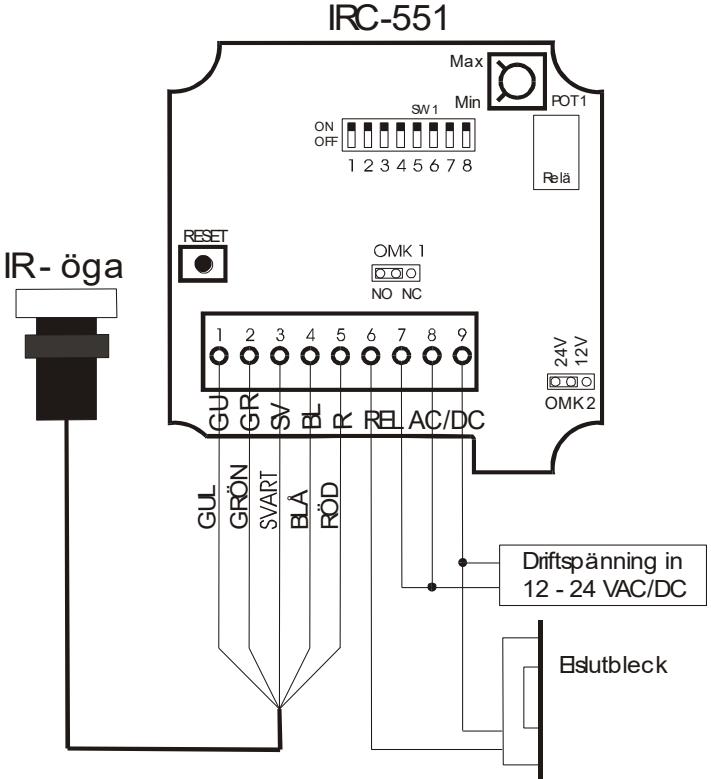 IRC-551
Max
Min
POT1
SW1
ON
OFF
1 2 3 4 5 6 7 8
Relä
RESET
IR- öga
OMK 1
NO NC
1 2 3 4 5 6 7 8 9
24V
12V
OMK2
GU GR SV BL R REL AC/DC
GUL
GRÖN
SVART
BLÅ
RÖD
Driftspänning in
12 - 24 VAC/DC
Elslutbleck